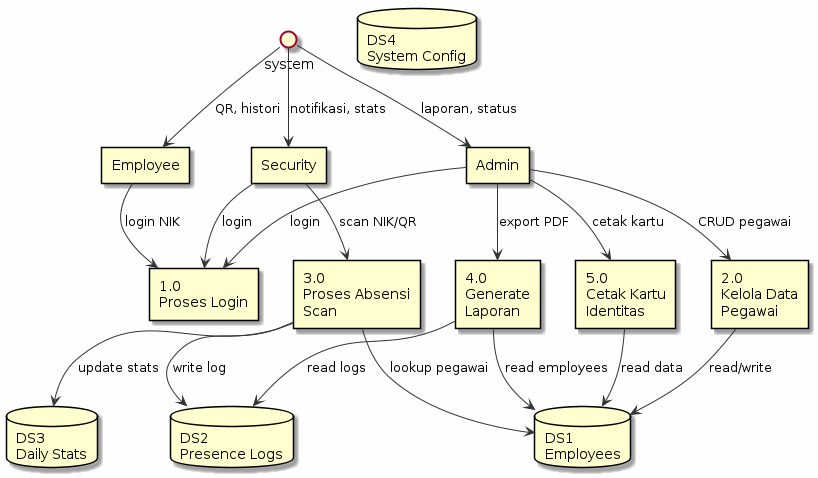 DS4
System Config
system
QR, histori
notifikasi, stats
laporan, status
Employee
Security
Admin
login NIK
login
login
scan NIK/QR
export PDF
cetak kartu
CRUD pegawai
1.0
Proses Login
3.0
Proses Absensi
Scan
4.0
Generate
Laporan
5.0
Cetak Kartu
Identitas
2.0
Kelola Data
Pegawai
update stats
write log
read logs
lookup pegawai
read employees
read data
read/write
DS3
Daily Stats
DS2
Presence Logs
DS1
Employees